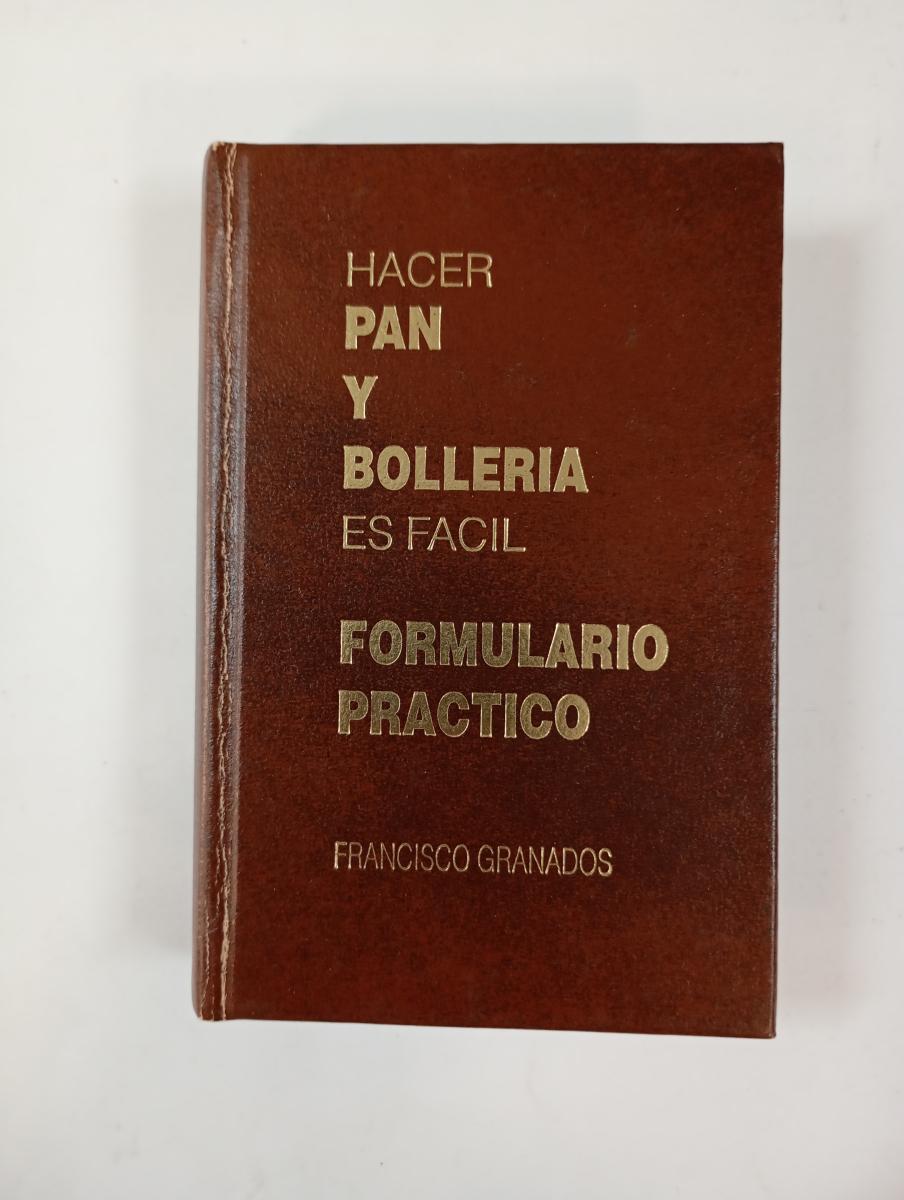 HACER
PAN
Y
BOLLERIA
ES FACIL
FORMULARIO
PRACTICO
FRANCISCO GRANADOS